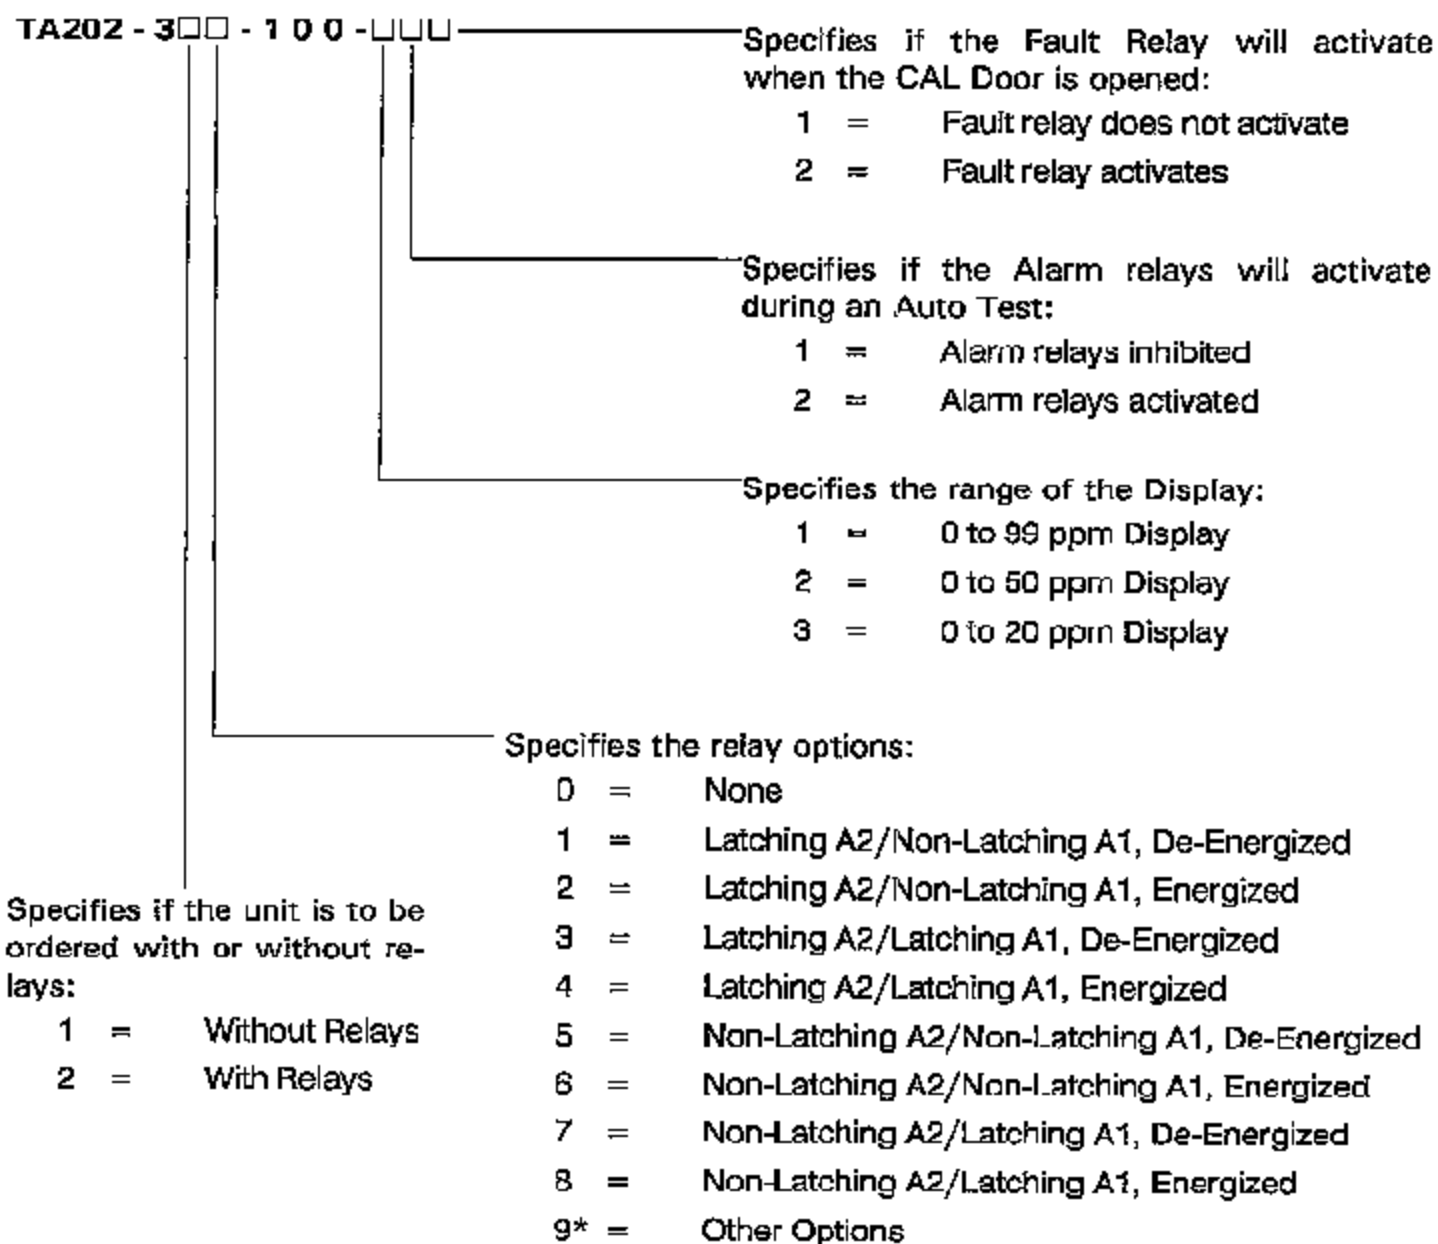 TA202 - 3□□ - 1 0 0 -□□□
Specifies if the Fault Relay will activate
when the CAL Door is opened:
1 = Fault relay does not activate
2 = Fault relay activates
Specifies if the Alarm relays will activate
during an Auto Test:
1 = Alarm relays inhibited
2 = Alarm relays activated
Specifies the range of the Display:
1 = 0 to 99 ppm Display
2 = 0 to 50 ppm Display
3 = 0 to 20 ppm Display
Specifies the relay options:
0 = None
1 = Latching A2/Non-Latching A1, De-Energized
2 = Latching A2/Non-Latching A1, Energized
3 = Latching A2/Latching A1, De-Energized
4 = Latching A2/Latching A1, Energized
5 = Non-Latching A2/Non-Latching A1, De-Energized
6 = Non-Latching A2/Non-Latching A1, Energized
7 = Non-Latching A2/Latching A1, De-Energized
8 = Non-Latching A2/Latching A1, Energized
9* = Other Options
Specifies if the unit is to be
ordered with or without re-
lays:
1 = Without Relays
2 = With Relays